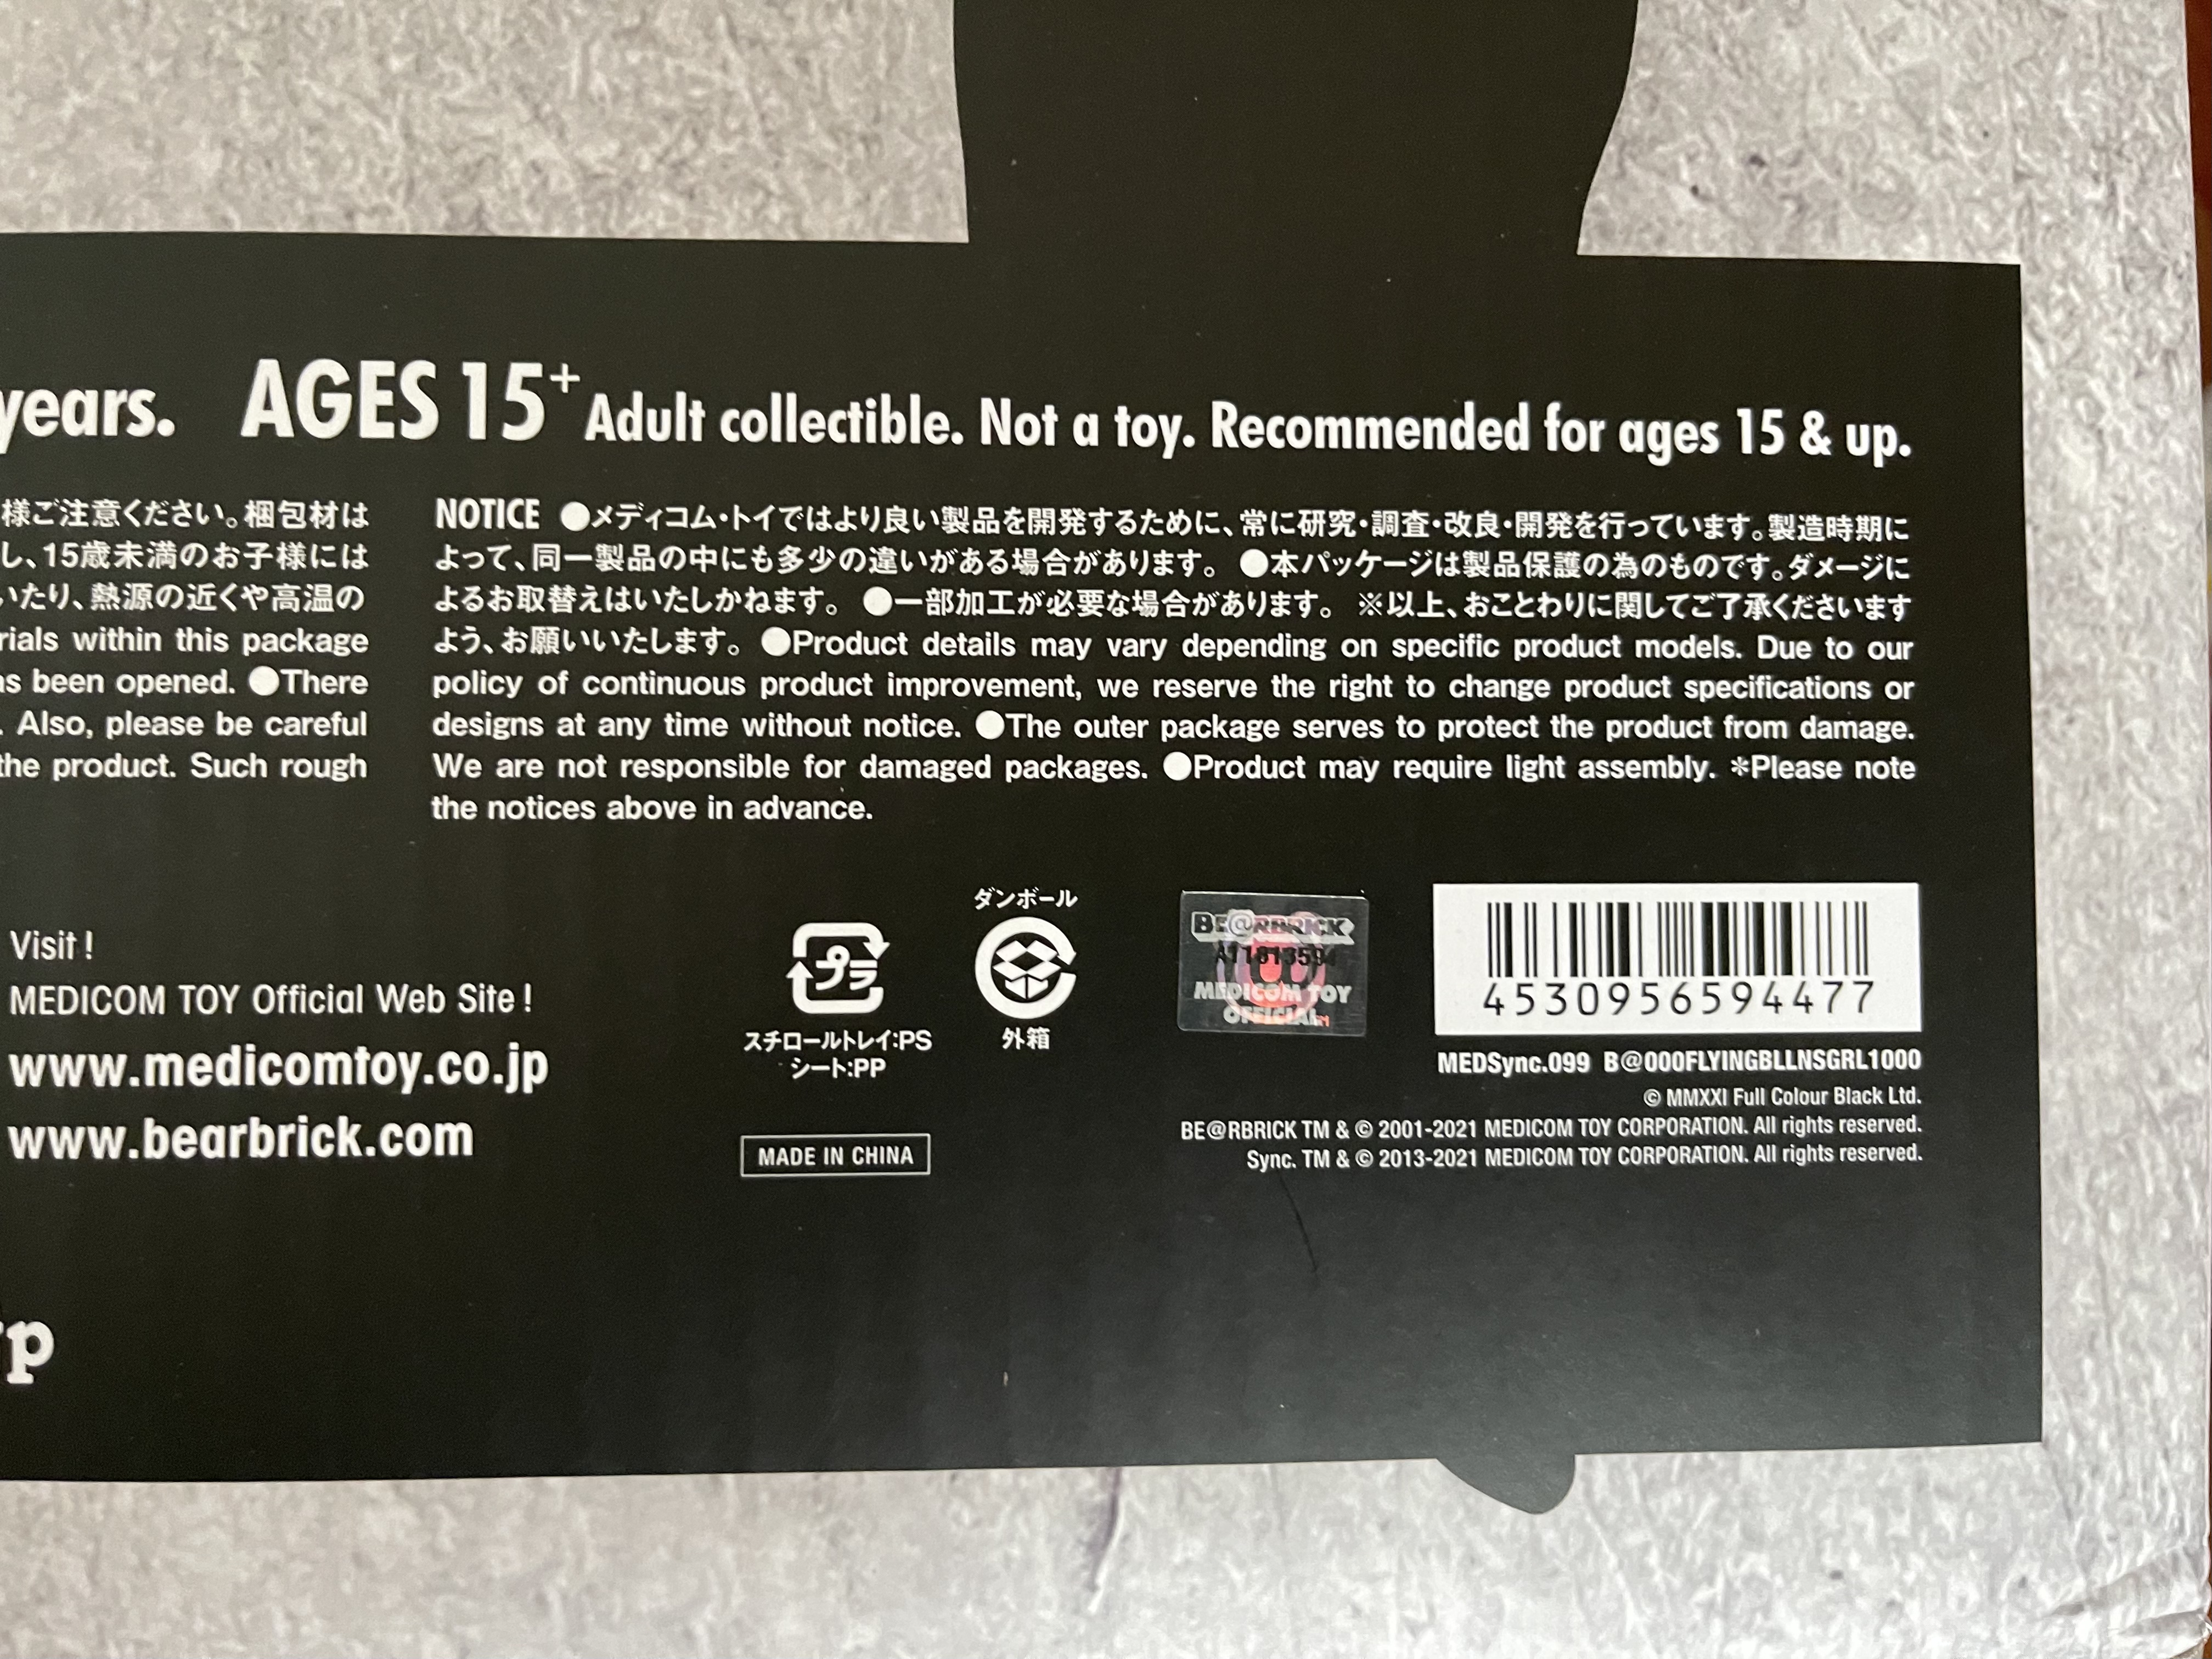 years. AGES 15+ Adult collectible. Not a toy. Recommended for ages 15 & up.
様ご注意ください。梱包材は
し、15歳未満のお子様には
いたり、熱源の近くや高温の
rials within this package
as been opened. ●There
. Also, please be careful
the product. Such rough
NOTICE ●メディコム・トイではより良い製品を開発するために、常に研究・調査・改良・開発を行っています。製造時期に
よって、同一製品の中にも多少の違いがある場合があります。 ●本パッケージは製品保護の為のものです。ダメージに
よるお取替えはいたしかねます。 ●一部加工が必要な場合があります。 ※以上、おことわりに関してご了承くださいます
よう、お願いいたします。 ●Product details may vary depending on specific product models. Due to our
policy of continuous product improvement, we reserve the right to change product specifications or
designs at any time without notice. ●The outer package serves to protect the product from damage.
We are not responsible for damaged packages. ●Product may require light assembly. *Please note
the notices above in advance.
Visit!
MEDICOM TOY Official Web Site!
www.medicomtoy.co.jp
www.bearbrick.com
プラ
スチロールトレイ:PS
シート:PP
ダンボール
外箱
MADE IN CHINA
BE@RBRICK
MEDICOM TOY
OFFICIAL
4530956594477
MEDSync.099 B@000FLYINGBLLNSGRL1000
© MMXXI Full Colour Black Ltd.
BE@RBRICK TM & © 2001-2021 MEDICOM TOY CORPORATION. All rights reserved.
Sync. TM & © 2013-2021 MEDICOM TOY CORPORATION. All rights reserved.
p